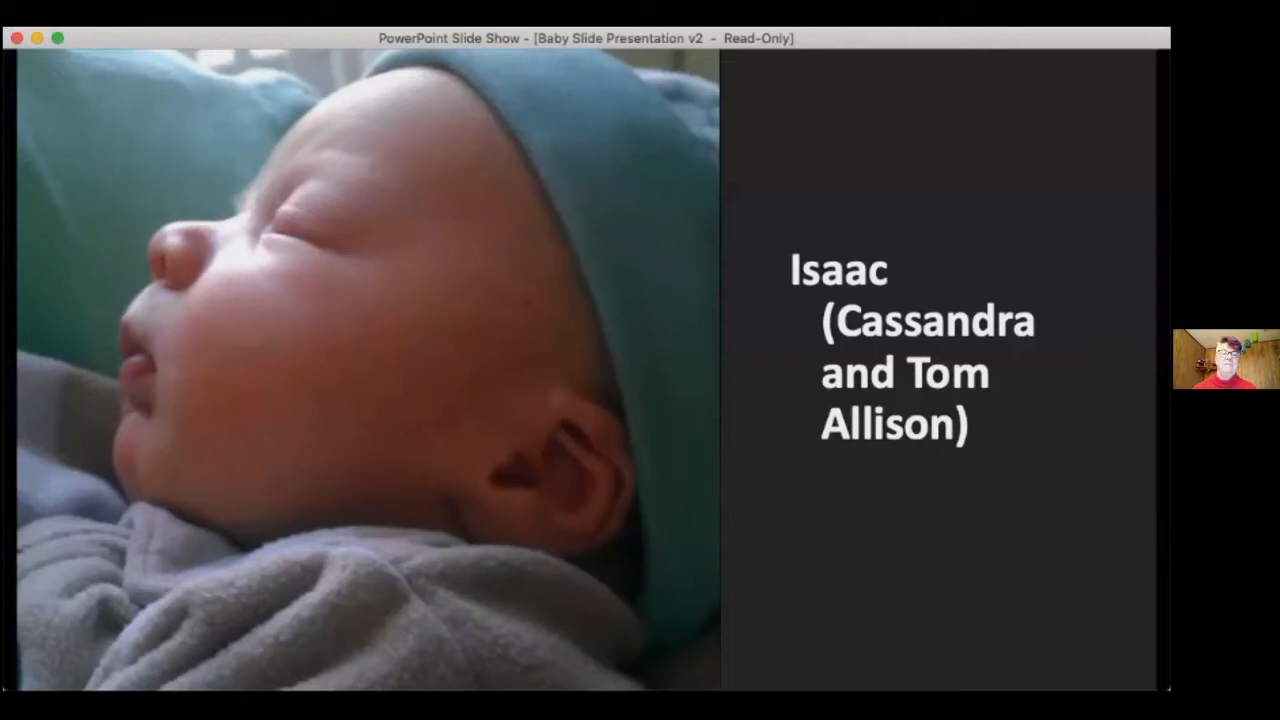 PowerPoint Slide Show - [Baby Slide Presentation v2 - Read-Only]
Isaac
(Cassandra
and Tom
Allison)